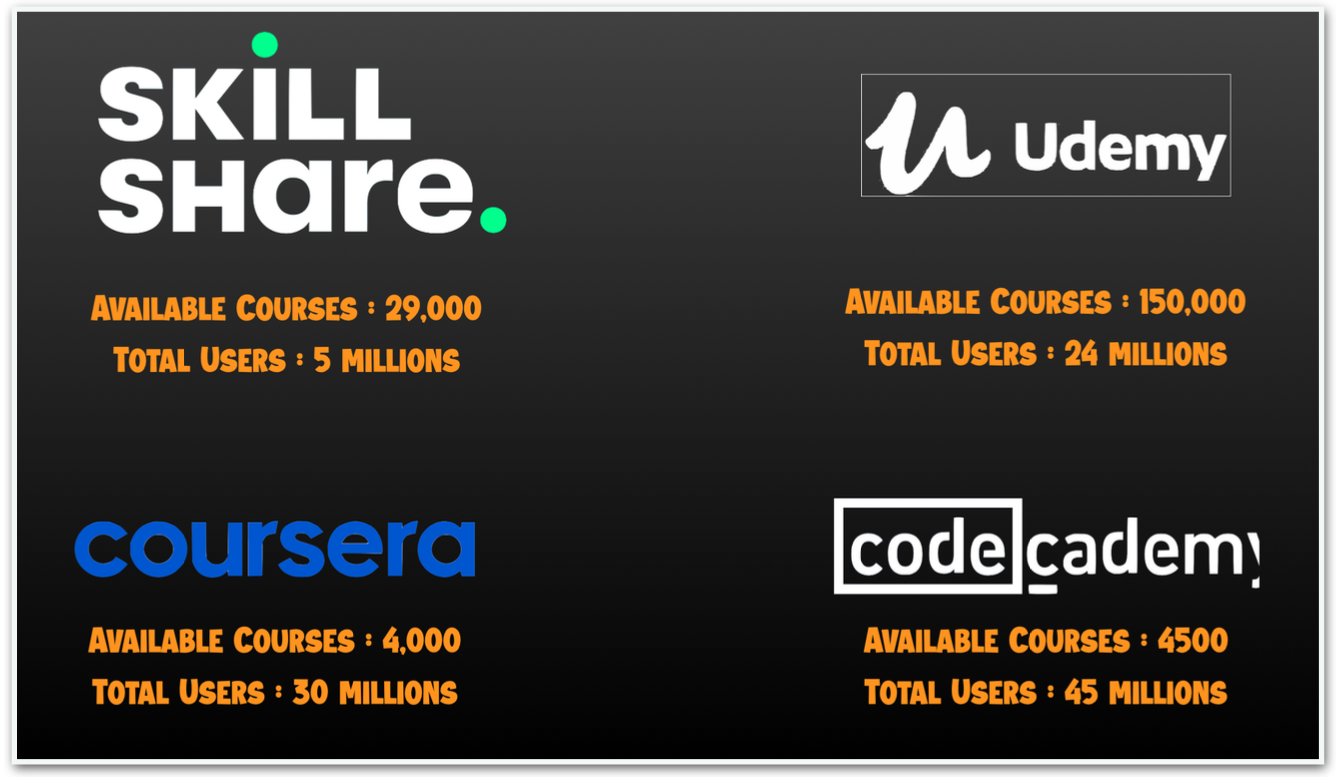 SKiLL
SHare.
Udemy
Available Courses : 29,000
Total Users : 5 millions
Available Courses : 150,000
Total Users : 24 millions
coursera
codecademy
Available Courses : 4,000
Total Users : 30 millions
Available Courses : 4500
Total Users : 45 millions